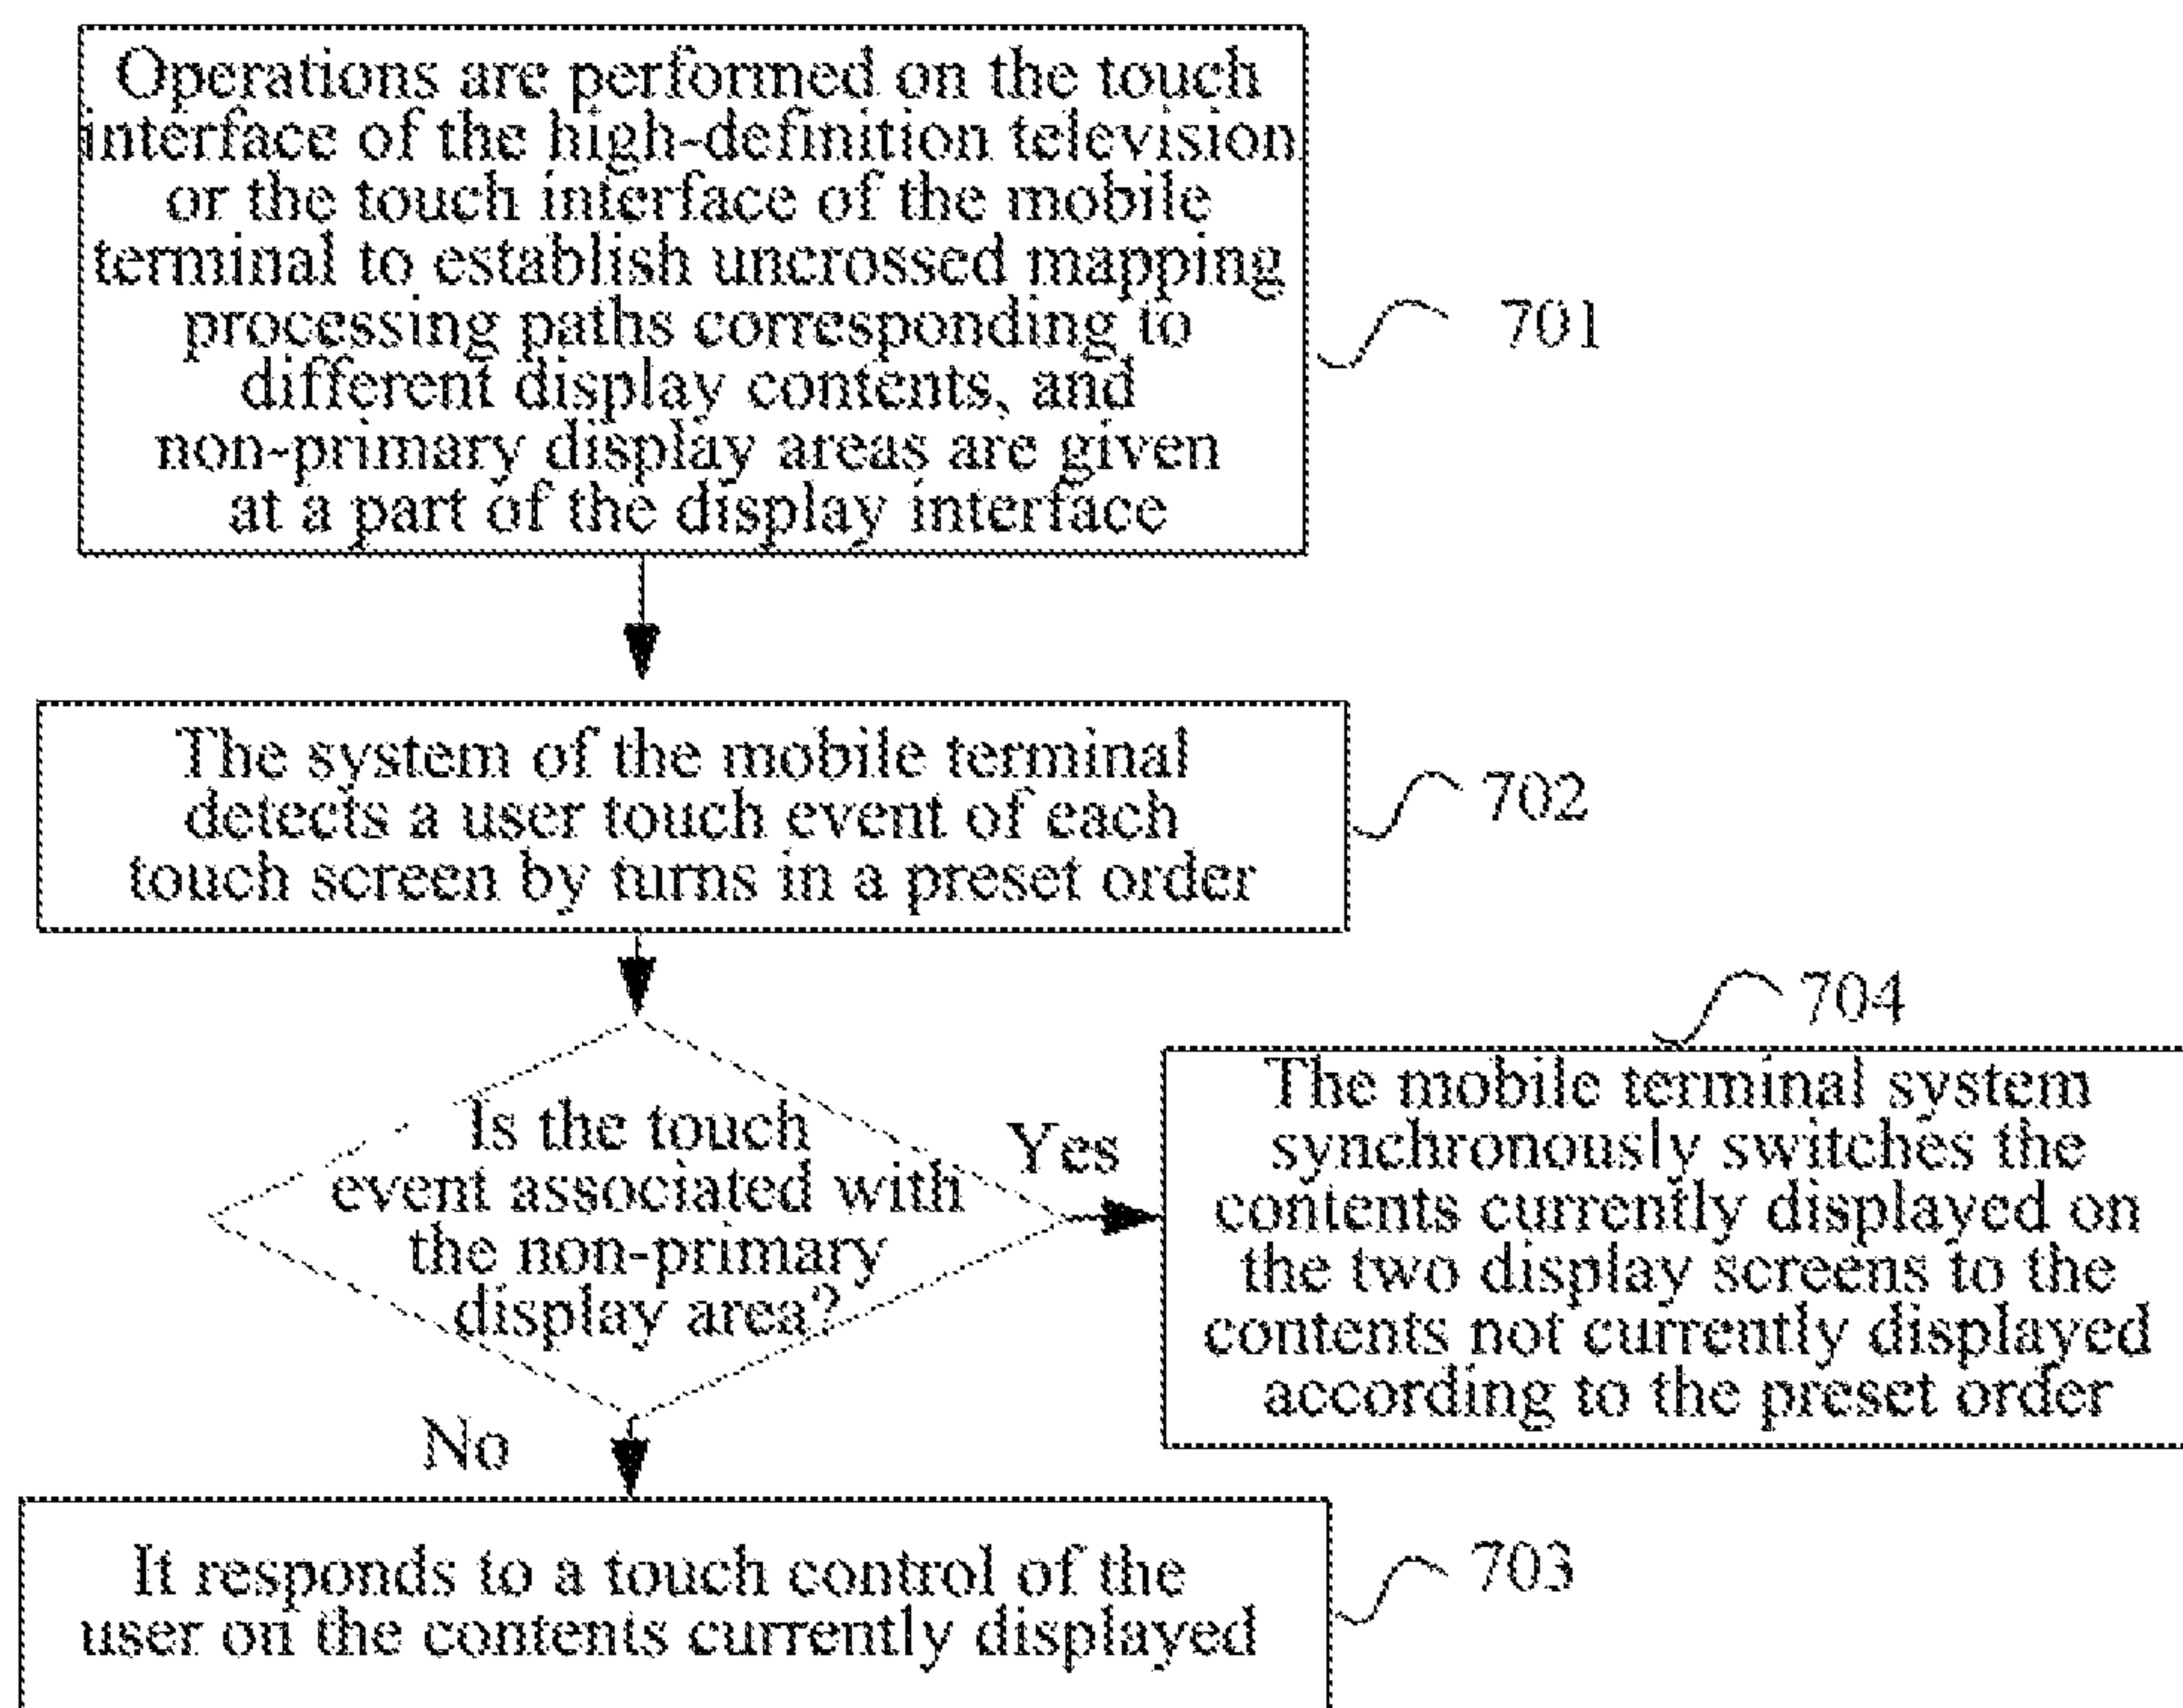 Operations are performed on the touch
interface of the high-definition television
or the touch interface of the mobile
terminal to establish uncrossed mapping
processing paths corresponding to
different display contents, and
non-primary display areas are given
at a part of the display interface
701
The system of the mobile terminal
detects a user touch event of each
touch screen by turns in a preset order
702
Is the touch
event associated with
the non-primary
display area?
Yes
704
The mobile terminal system
synchronously switches the
contents currently displayed on
the two display screens to the
contents not currently displayed
according to the preset order
No
It responds to a touch control of the
user on the contents currently displayed
703